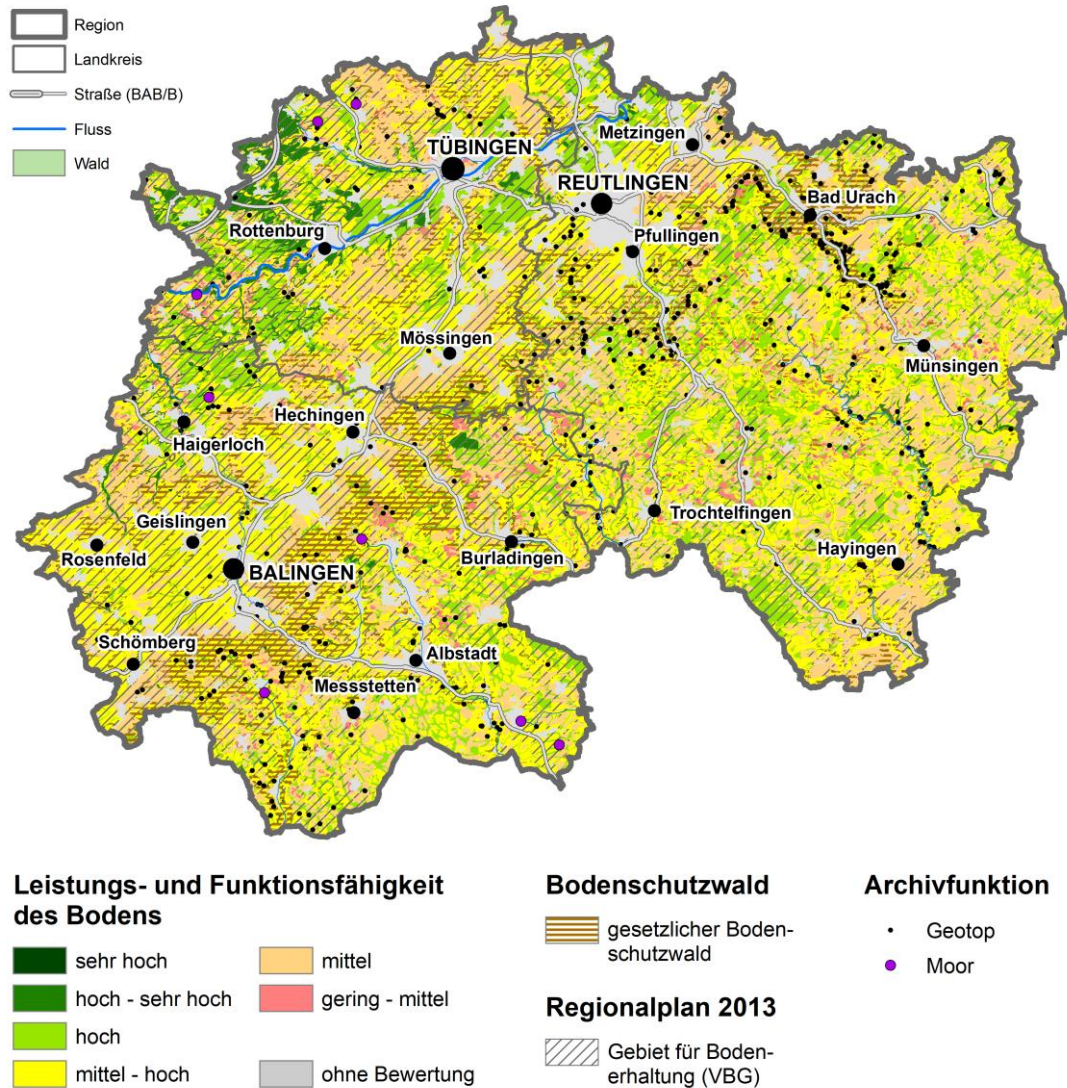 Region
Landkreis
Straße (BAB/B)
Fluss
Wald
Metzingen
TÜBINGEN
REUTLINGEN
Bad Urach
Rottenburg
Pfullingen
Mössingen
Münsingen
Hechingen
Haigerloch
Trochtelfingen
Geislingen
Rosenfeld
Burladingen
Hayingen
BALINGEN
Schömberg
Albstadt
Messstetten
Leistungs- und Funktionsfähigkeit
des Bodens
sehr hoch
hoch - sehr hoch
hoch
mittel - hoch
mittel
gering - mittel
ohne Bewertung
Bodenschutzwald
gesetzlicher Boden-
schutzwald
Regionalplan 2013
Gebiet für Boden-
erhaltung (VBG)
Archivfunktion
Geotop
Moor